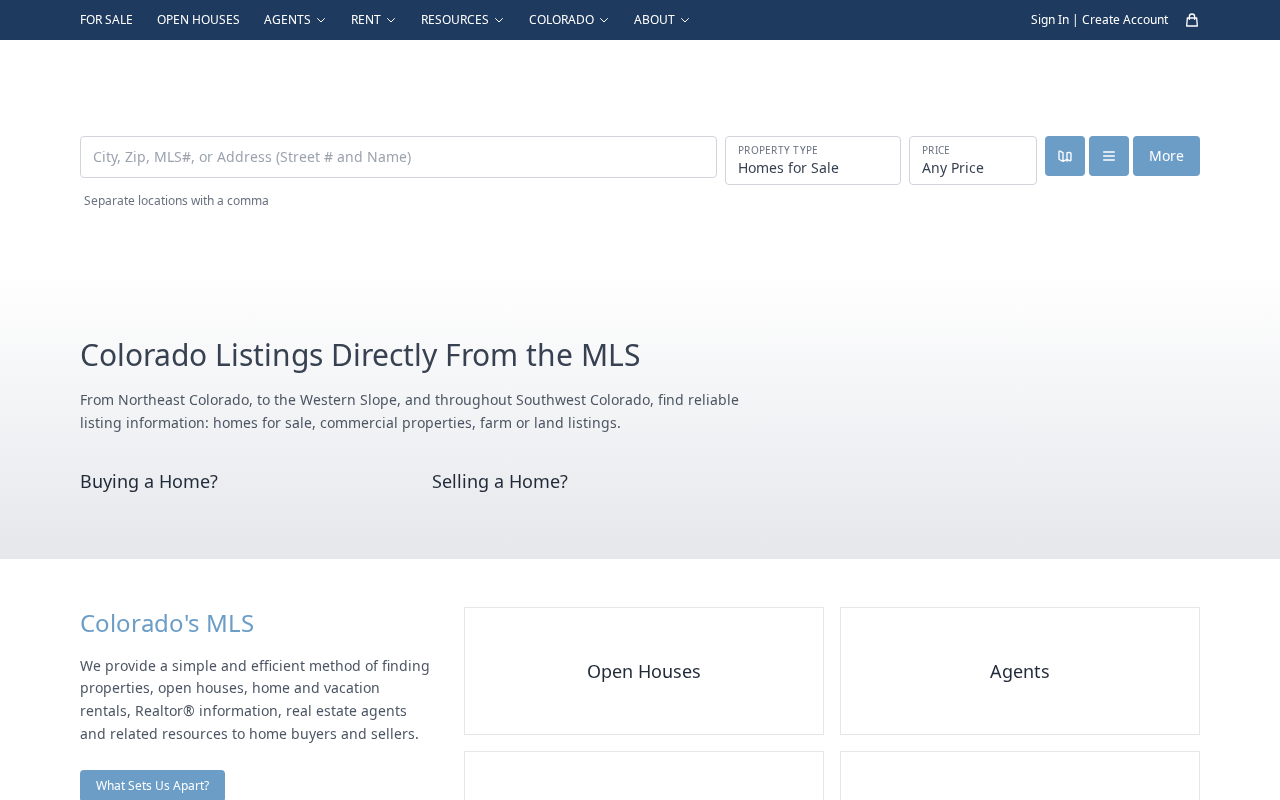 FOR SALE OPEN HOUSES AGENTS RENT RESOURCES COLORADO ABOUT Sign In | Create Account
City, Zip, MLS#, or Address (Street # and Name)
PROPERTY TYPE
Homes for Sale
PRICE
Any Price
More
Separate locations with a comma
Colorado Listings Directly From the MLS
From Northeast Colorado, to the Western Slope, and throughout Southwest Colorado, find reliable
listing information: homes for sale, commercial properties, farm or land listings.
Buying a Home?
Selling a Home?
Colorado's MLS
We provide a simple and efficient method of finding
properties, open houses, home and vacation
rentals, Realtor® information, real estate agents
and related resources to home buyers and sellers.
What Sets Us Apart?
Open Houses
Agents